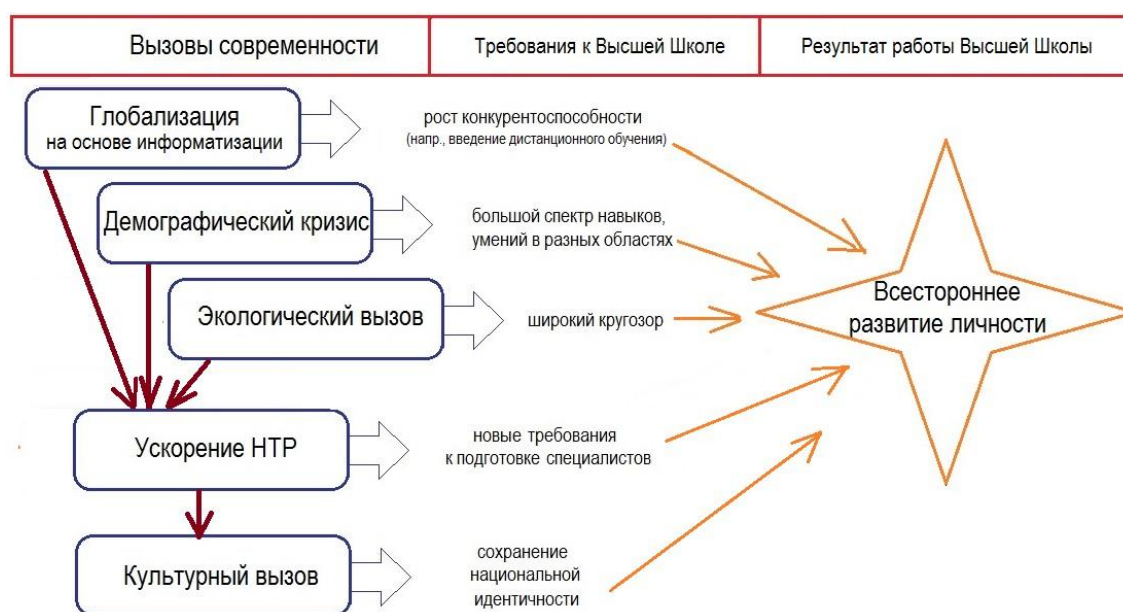 Вызовы современности
Требования к Высшей Школе
Результат работы Высшей Школы
Глобализация
на основе информатизации
рост конкурентоспособности
(напр., введение дистанционного обучения)
Демографический кризис
большой спектр навыков,
умений в разных областях
Экологический вызов
широкий кругозор
Всестороннее
развитие личности
Ускорение НТР
новые требования
к подготовке специалистов
Культурный вызов
сохранение
национальной
идентичности